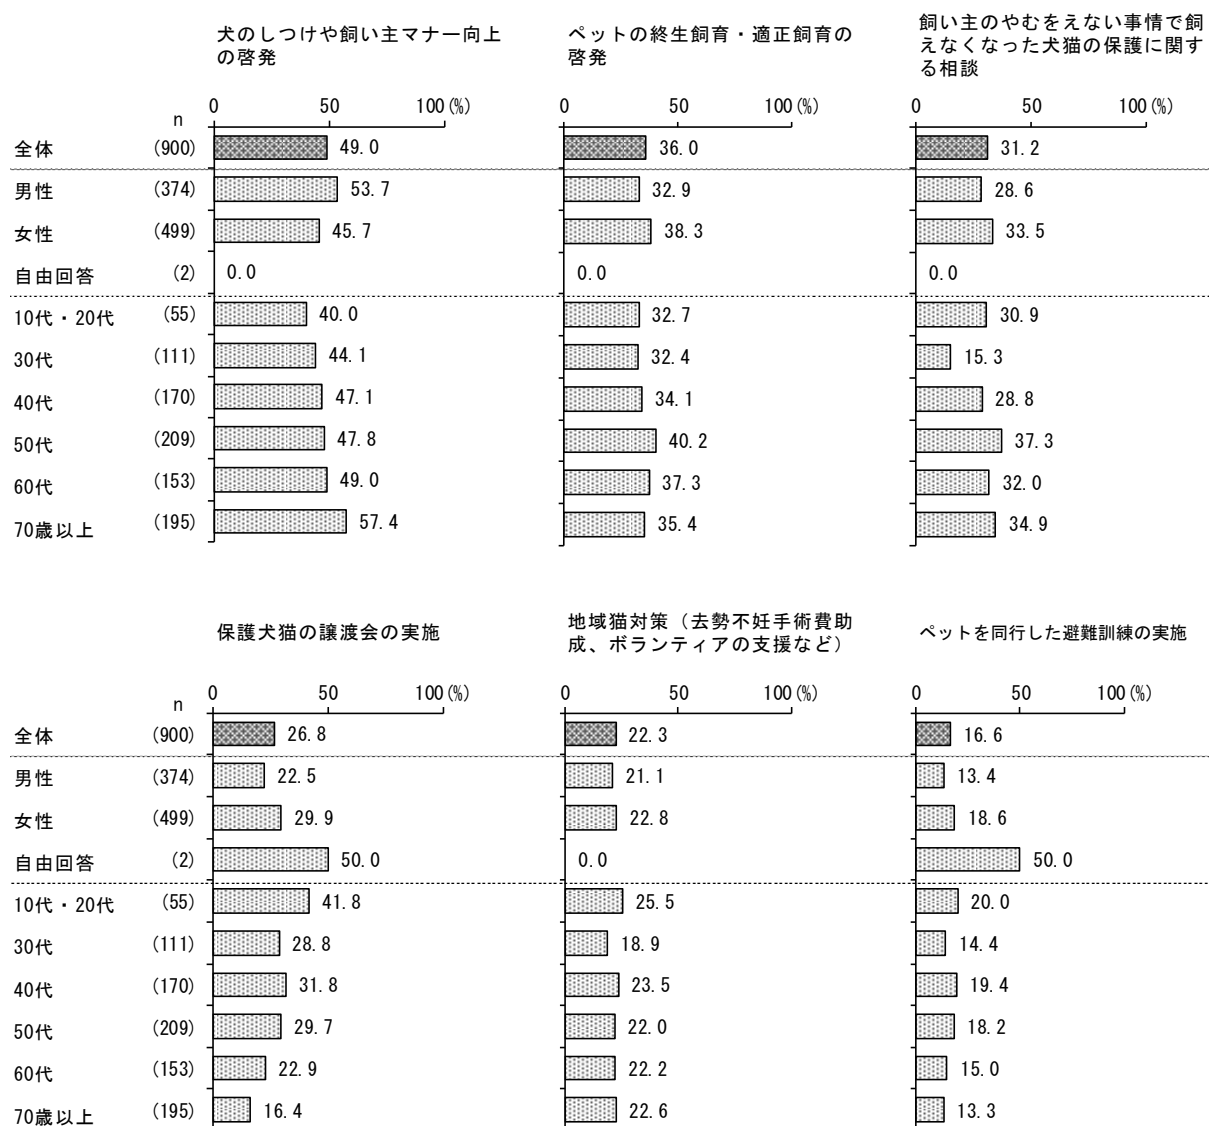 犬のしつけや飼い主マナー向上
の啓発
ペットの終生飼育・適正飼育の
啓発
飼い主のやむをえない事情で飼
えなくなった犬猫の保護に関す
る相談
n 0 50 100(%) 0 50 100(%) 0 50 100(%)
全体 (900) 49.0 36.0 31.2
男性 (374) 53.7 32.9 28.6
女性 (499) 45.7 38.3 33.5
自由回答 (2) 0.0 0.0 0.0
10代・20代 (55) 40.0 32.7 30.9
30代 (111) 44.1 32.4 15.3
40代 (170) 47.1 34.1 28.8
50代 (209) 47.8 40.2 37.3
60代 (153) 49.0 37.3 32.0
70歳以上 (195) 57.4 35.4 34.9
保護犬猫の譲渡会の実施
地域猫対策（去勢不妊手術費助
成、ボランティアの支援など）
ペットを同行した避難訓練の実施
n 0 50 100(%) 0 50 100(%) 0 50 100(%)
全体 (900) 26.8 22.3 16.6
男性 (374) 22.5 21.1 13.4
女性 (499) 29.9 22.8 18.6
自由回答 (2) 50.0 0.0 50.0
10代・20代 (55) 41.8 25.5 20.0
30代 (111) 28.8 18.9 14.4
40代 (170) 31.8 23.5 19.4
50代 (209) 29.7 22.0 18.2
60代 (153) 22.9 22.2 15.0
70歳以上 (195) 16.4 22.6 13.3